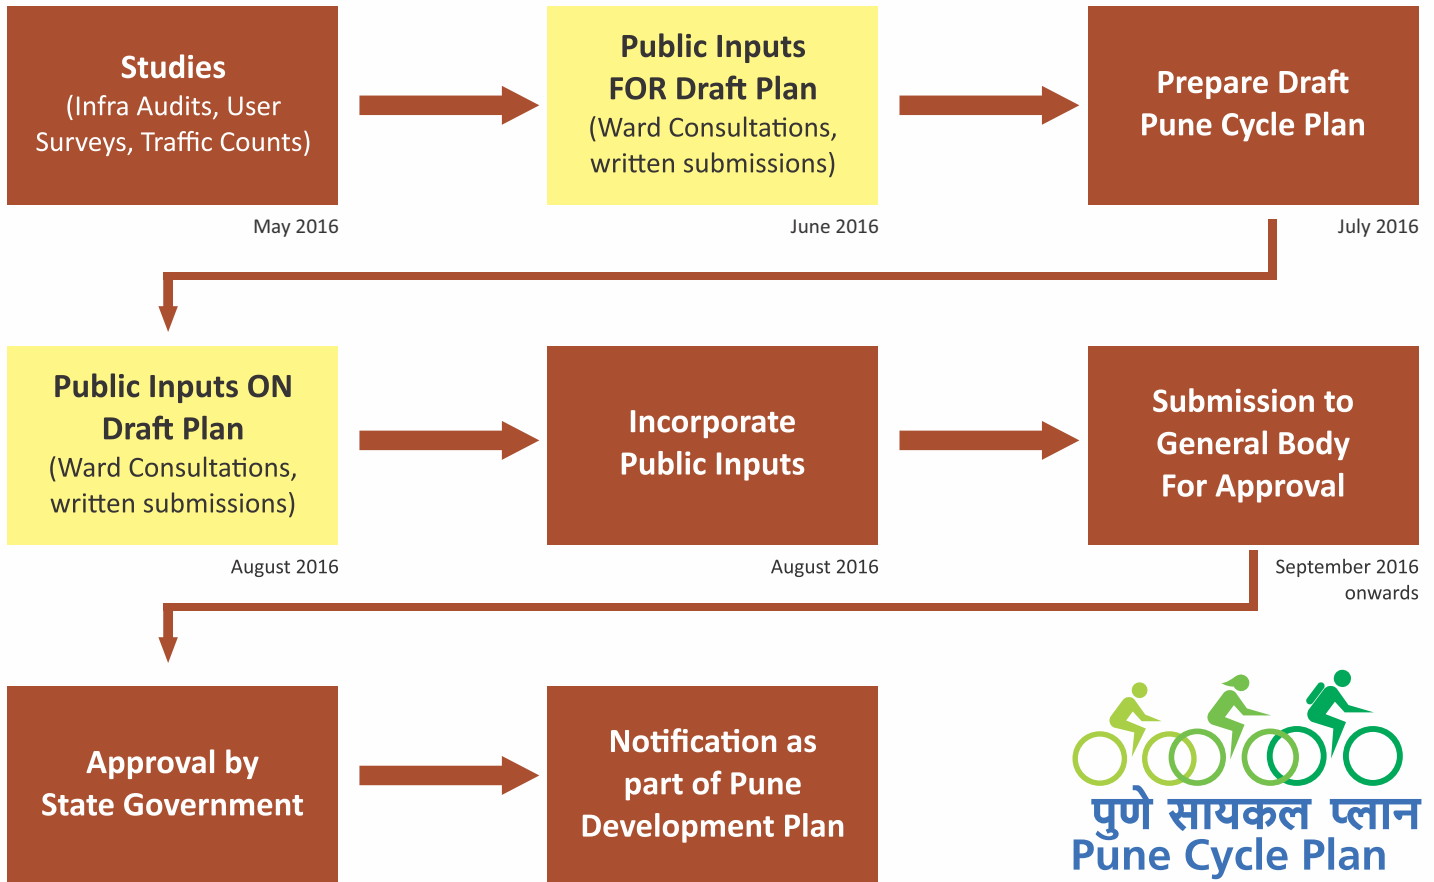 Studies
(Infra Audits, User
Surveys, Traffic Counts)
May 2016
Public Inputs
FOR Draft Plan
(Ward Consultations,
written submissions)
June 2016
Prepare Draft
Pune Cycle Plan
July 2016
Public Inputs ON
Draft Plan
(Ward Consultations,
written submissions)
August 2016
Incorporate
Public Inputs
August 2016
Submission to
General Body
For Approval
September 2016
onwards
Approval by
State Government
Notification as
part of Pune
Development Plan
पुणे सायकल प्लान
Pune Cycle Plan